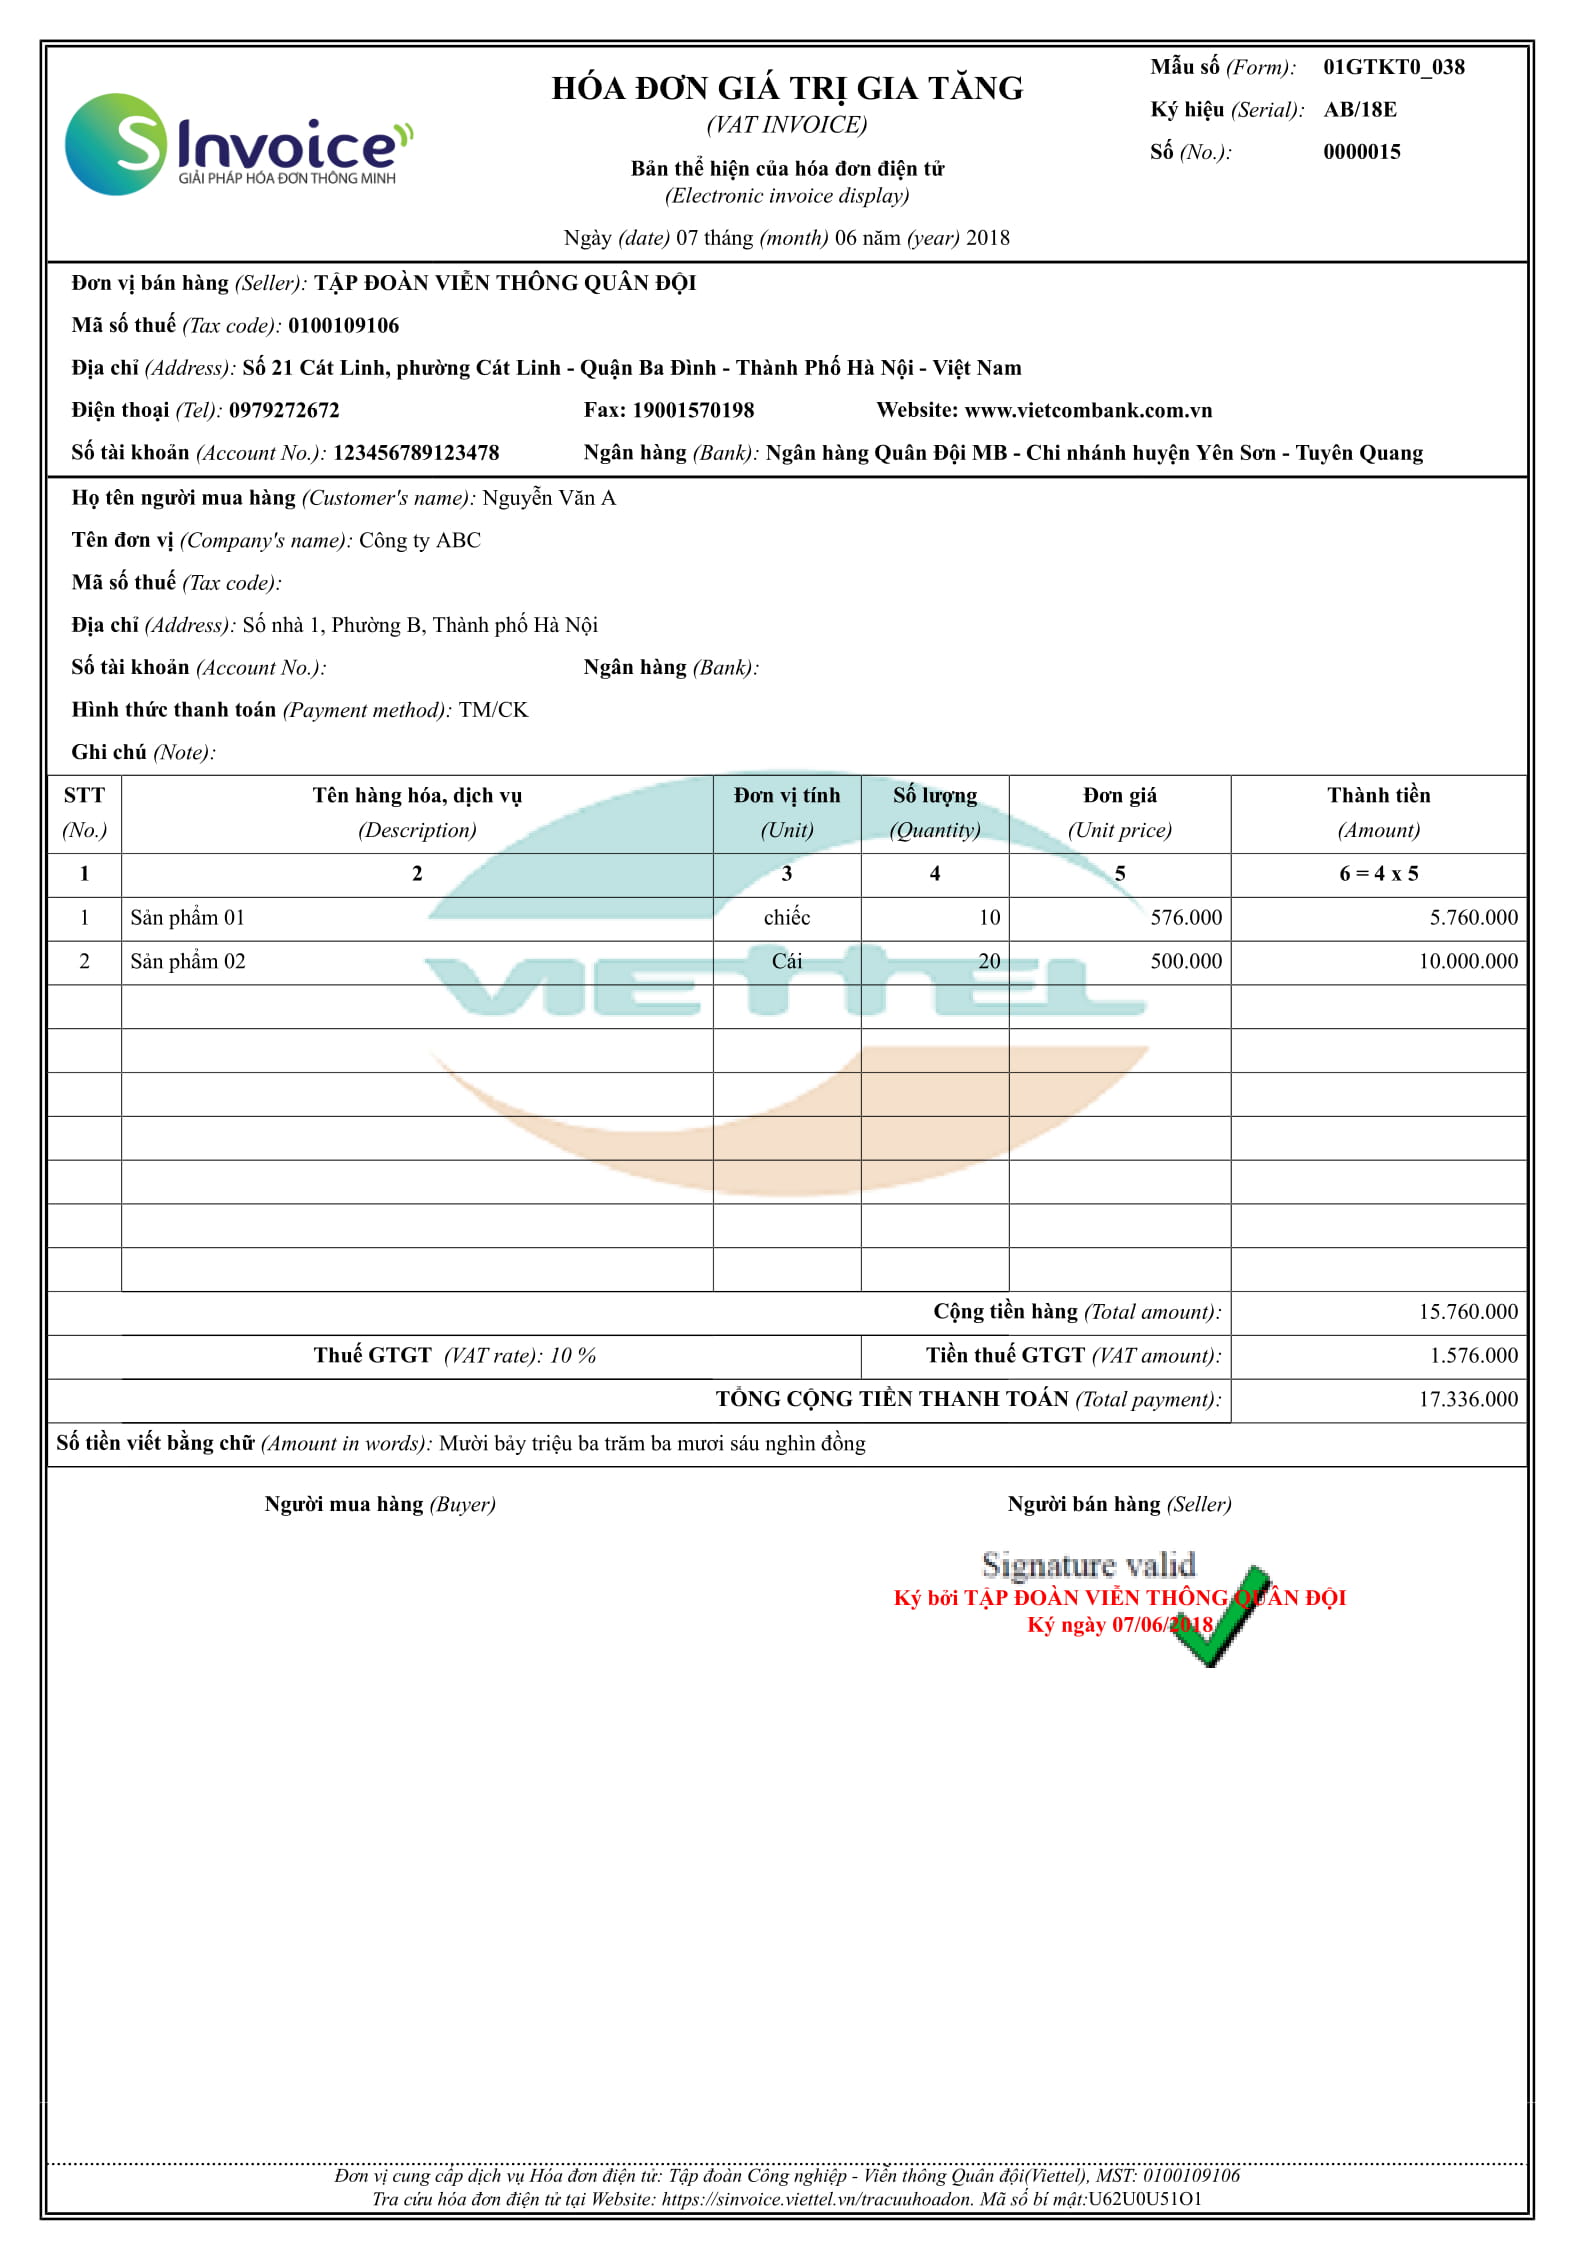 S Invoice
GIẢI PHÁP HÓA ĐƠN THÔNG MINH
HÓA ĐƠN GIÁ TRỊ GIA TĂNG
(VAT INVOICE)
Bản thể hiện của hóa đơn điện tử
(Electronic invoice display)
Ngày (date) 07 tháng (month) 06 năm (year) 2018
Mẫu số (Form): 01GTKT0_038
Ký hiệu (Serial): AB/18E
Số (No.): 0000015
Đơn vị bán hàng (Seller): TẬP ĐOÀN VIỄN THÔNG QUÂN ĐỘI
Mã số thuế (Tax code): 0100109106
Địa chỉ (Address): Số 21 Cát Linh, phường Cát Linh - Quận Ba Đình - Thành Phố Hà Nội - Việt Nam
Điện thoại (Tel): 0979272672 Fax: 19001570198 Website: www.vietcombank.com.vn
Số tài khoản (Account No.): 123456789123478 Ngân hàng (Bank): Ngân hàng Quân Đội MB - Chi nhánh huyện Yên Sơn - Tuyên Quang
Họ tên người mua hàng (Customer's name): Nguyễn Văn A
Tên đơn vị (Company's name): Công ty ABC
Mã số thuế (Tax code):
Địa chỉ (Address): Số nhà 1, Phường B, Thành phố Hà Nội
Số tài khoản (Account No.): Ngân hàng (Bank):
Hình thức thanh toán (Payment method): TM/CK
Ghi chú (Note):
STT Tên hàng hóa, dịch vụ Đơn vị tính Số lượng Đơn giá Thành tiền
(No.) (Description) (Unit) (Quantity) (Unit price) (Amount)
1 2 3 4 5 6 = 4 x 5
1 Sản phẩm 01 chiếc 10 576.000 5.760.000
2 Sản phẩm 02 Cái 20 500.000 10.000.000
VIETTEL
Cộng tiền hàng (Total amount): 15.760.000
Thuế GTGT (VAT rate): 10 % Tiền thuế GTGT (VAT amount): 1.576.000
TỔNG CỘNG TIỀN THANH TOÁN (Total payment): 17.336.000
Số tiền viết bằng chữ (Amount in words): Mười bảy triệu ba trăm ba mươi sáu nghìn đồng
Người mua hàng (Buyer) Người bán hàng (Seller)
Signature valid
Ký bởi TẬP ĐOÀN VIỄN THÔNG QUÂN ĐỘI
Ký ngày 07/06/2018
Đơn vị cung cấp dịch vụ Hóa đơn điện tử: Tập đoàn Công nghiệp - Viễn thông Quân đội(Viettel), MST: 0100109106
Tra cứu hóa đơn điện tử tại Website: https://sinvoice.viettel.vn/tracuuhoadon. Mã số bí mật:U62U0U51O1